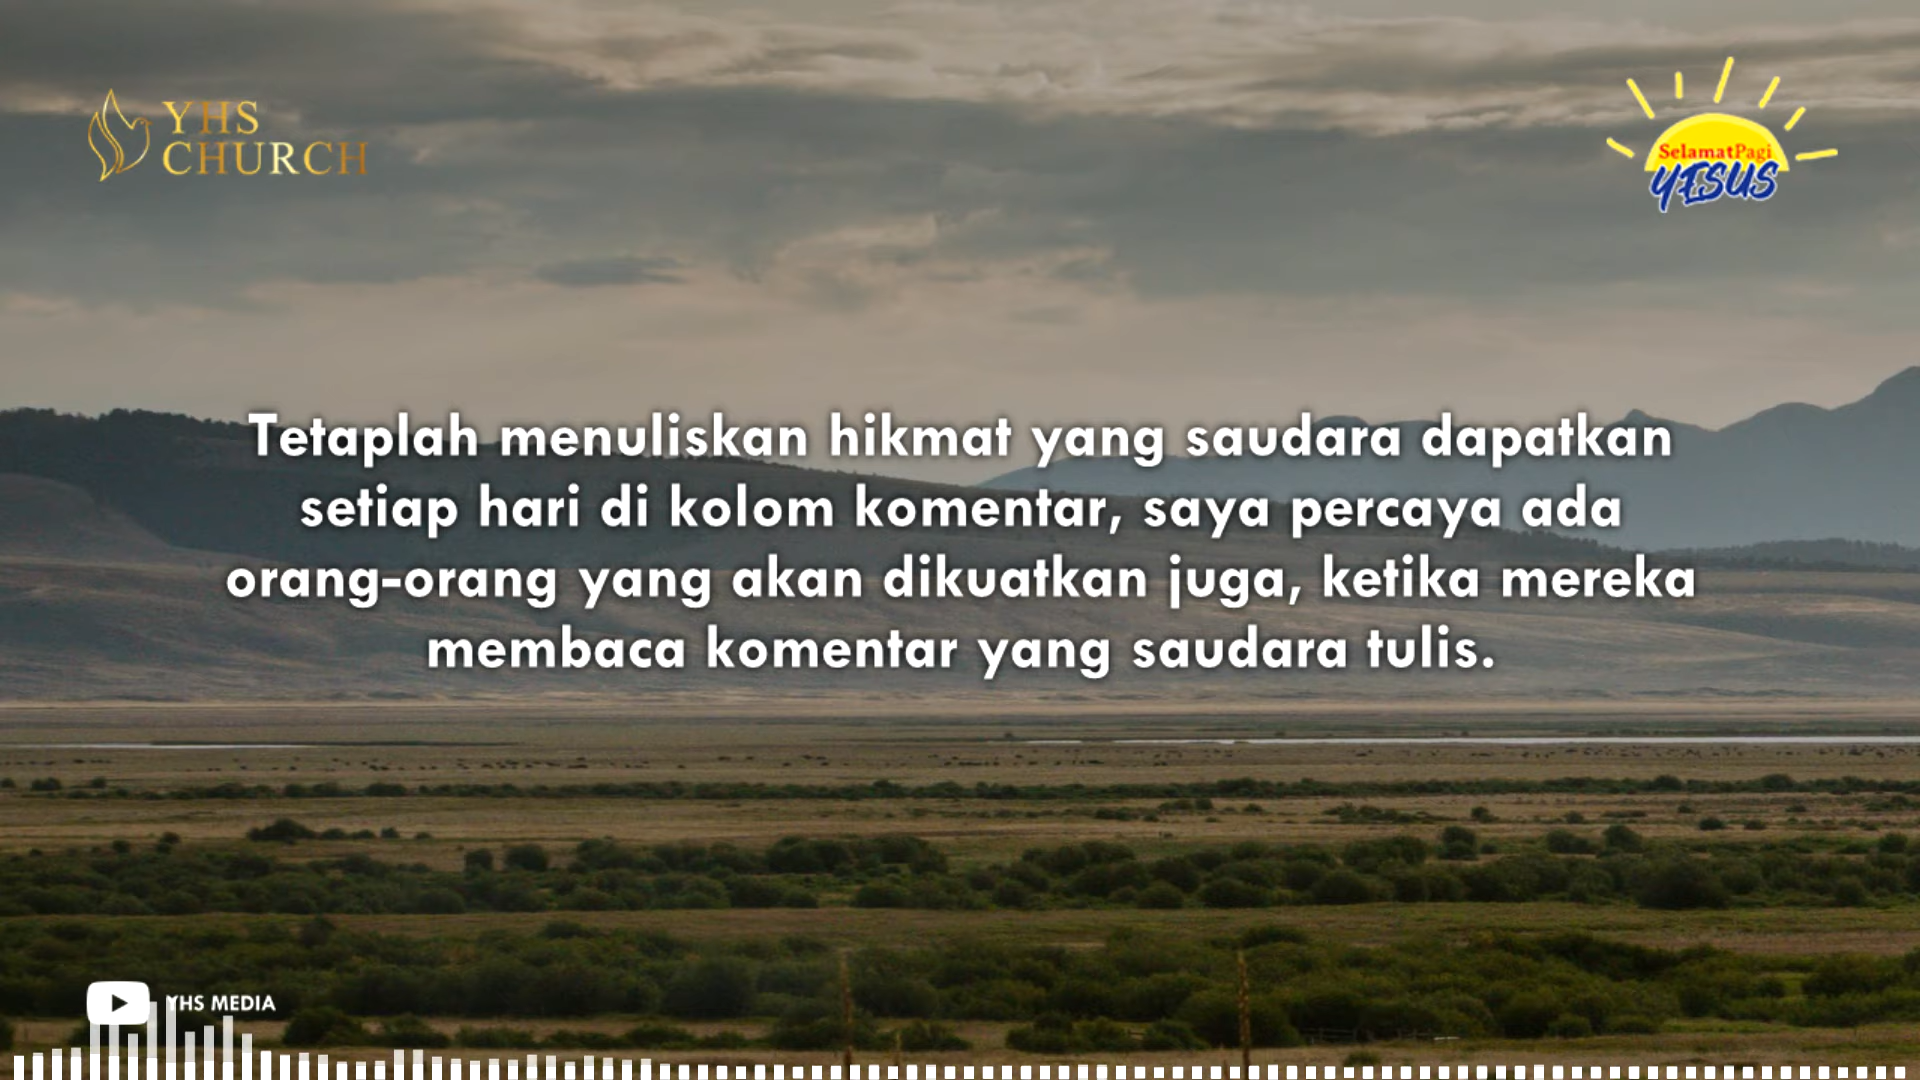 YHS
CHURCH
SelamatPagi
YESUS
Tetaplah menuliskan hikmat yang saudara dapatkan
setiap hari di kolom komentar, saya percaya ada
orang-orang yang akan dikuatkan juga, ketika mereka
membaca komentar yang saudara tulis.
YHS MEDIA